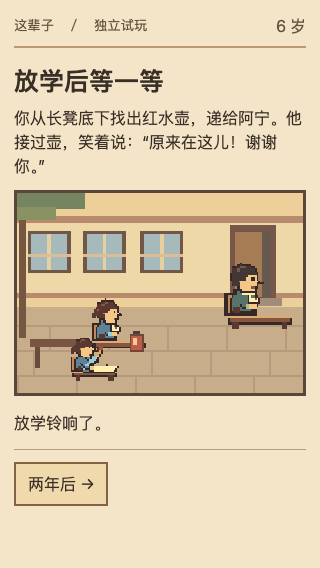 这辈子 / 独立试玩 6 岁
放学后等一等
你从长凳底下找出红水壶，递给阿宁。他
接过壶，笑着说：“原来在这儿！谢谢
你。”
放学铃响了。
两年后 →